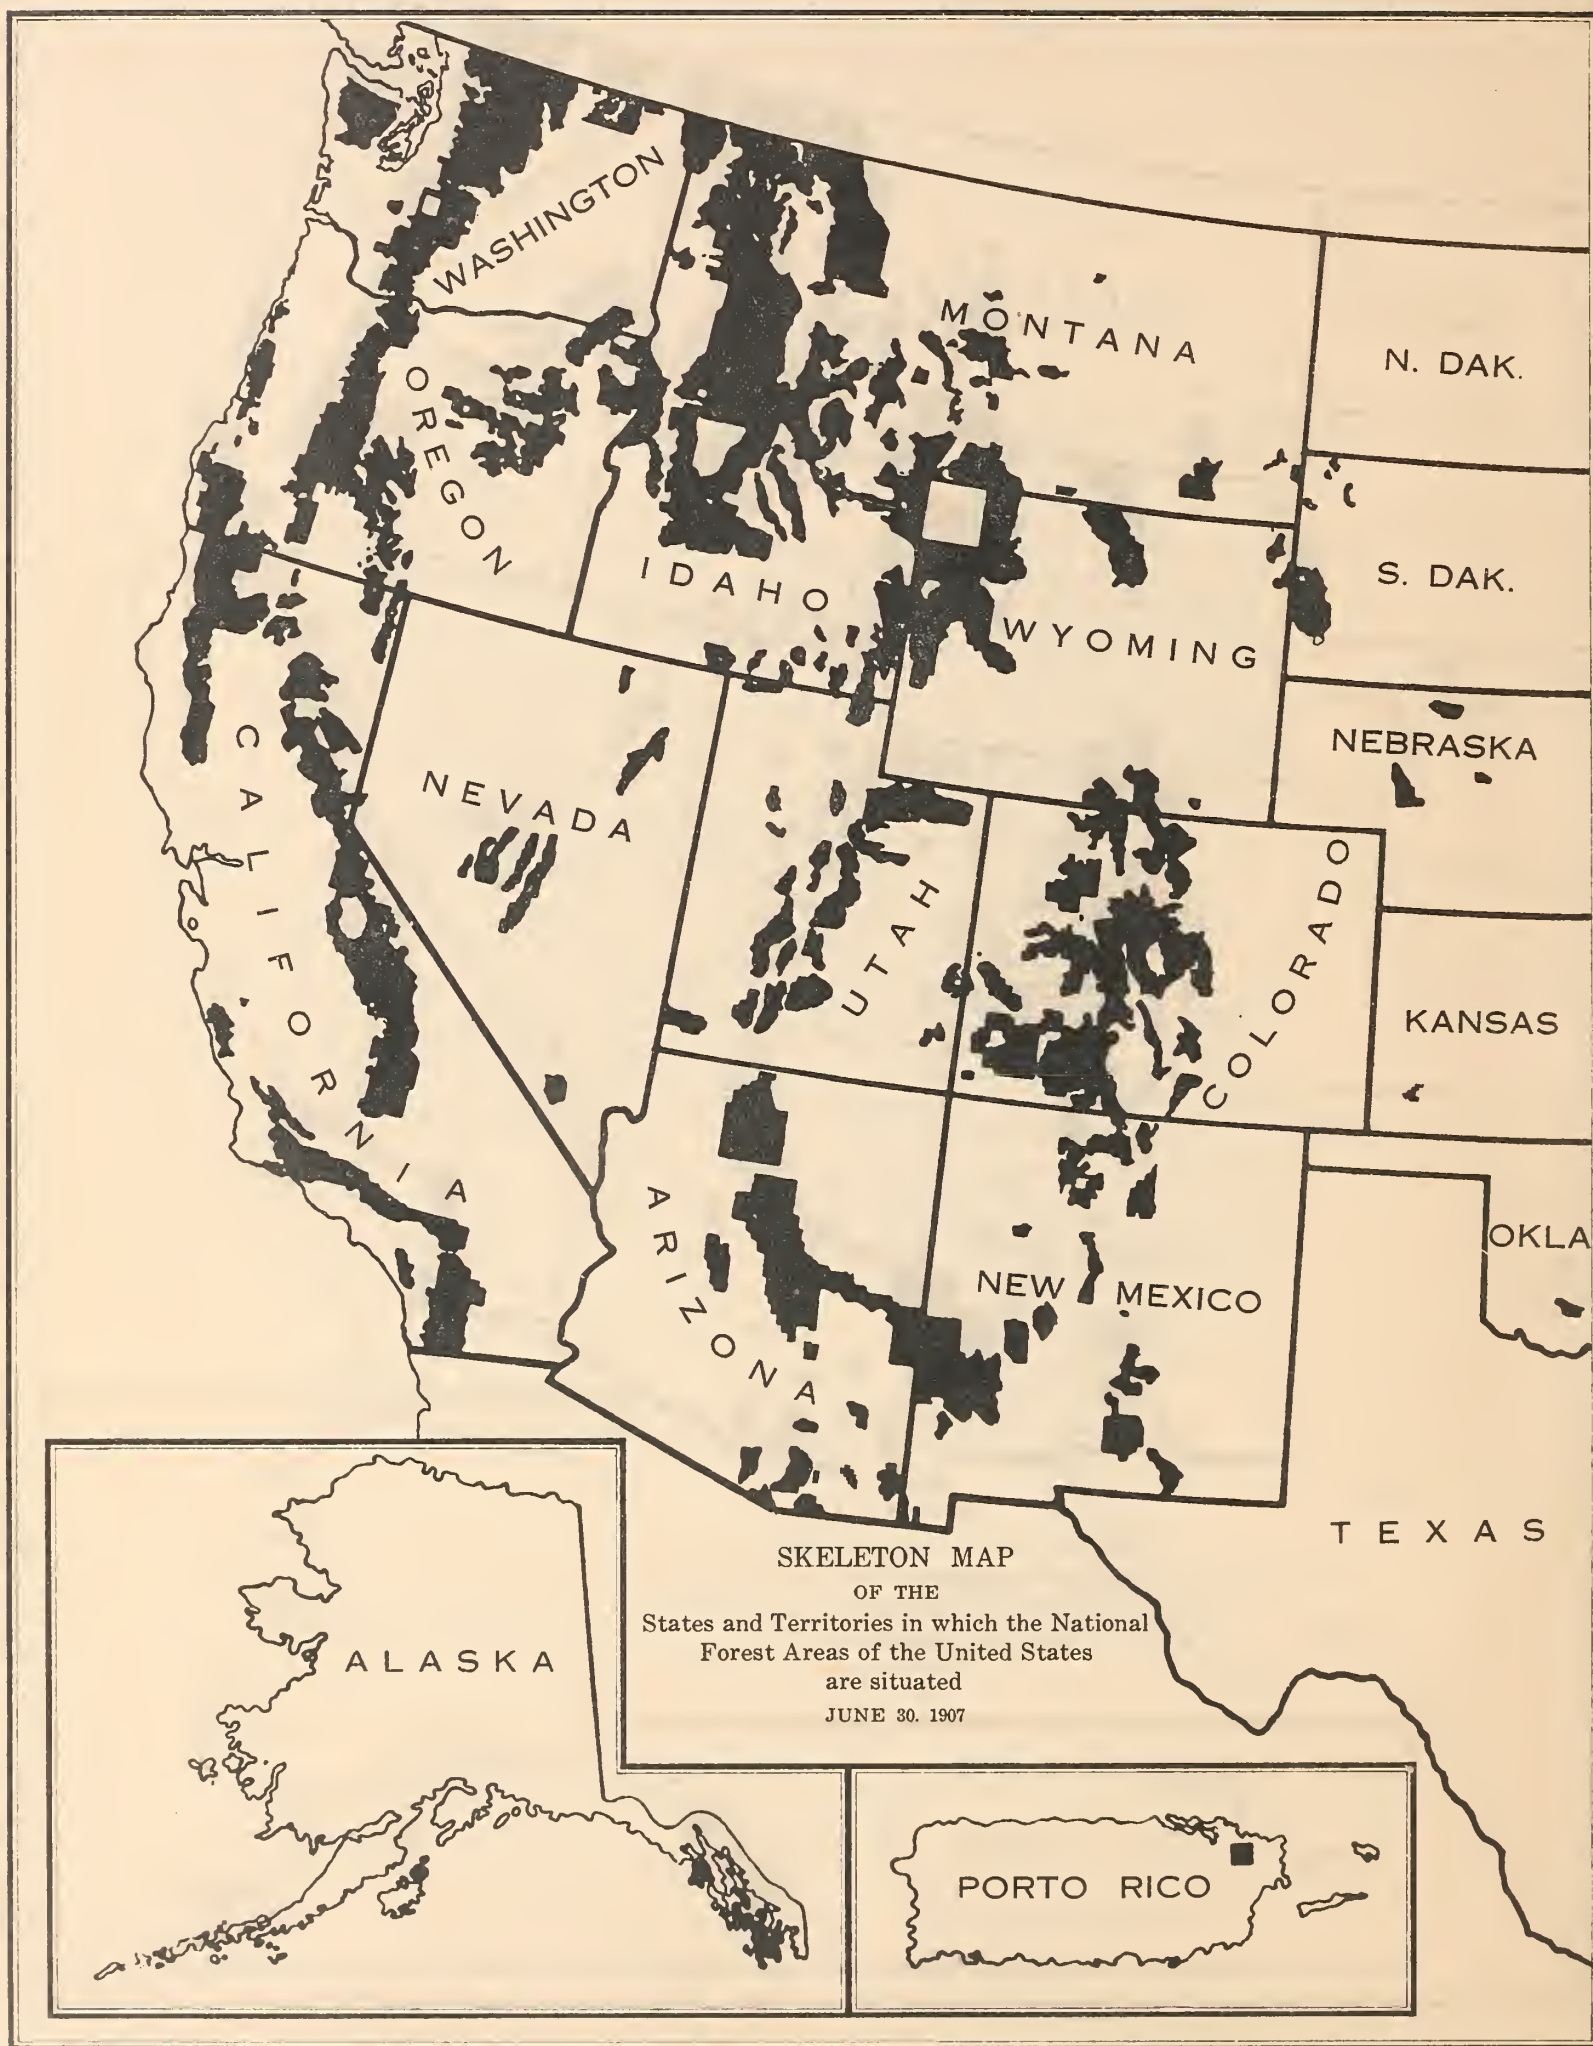 WASHINGTON
MONTANA
N. DAK.
OREGON
IDAHO
S. DAK.
WYOMING
NEBRASKA
CALIFORNIA
NEVADA
UTAH
COLORADO
KANSAS
ARIZONA
NEW MEXICO
OKLA
TEXAS
SKELETON MAP
OF THE
States and Territories in which the National
Forest Areas of the United States
are situated
JUNE 30. 1907
ALASKA
PORTO RICO